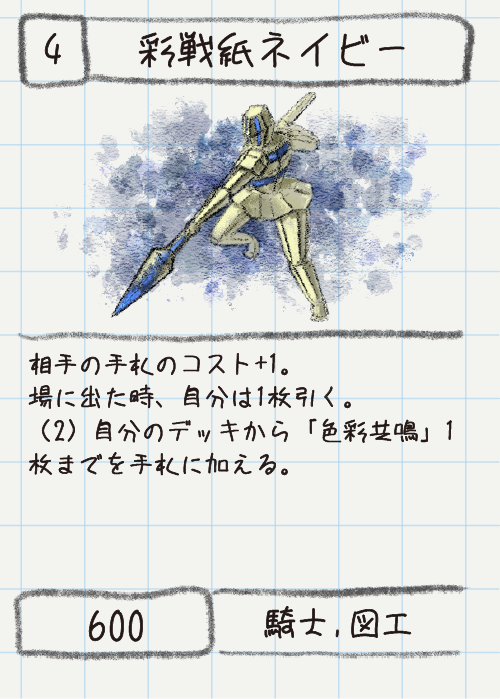 4
彩戦紙ネイビー
相手の手札のコスト+1。
場に出た時、自分は1枚引く。
(2) 自分のデッキから「色彩共鳴」1
枚までを手札に加える。
600
騎士,図工